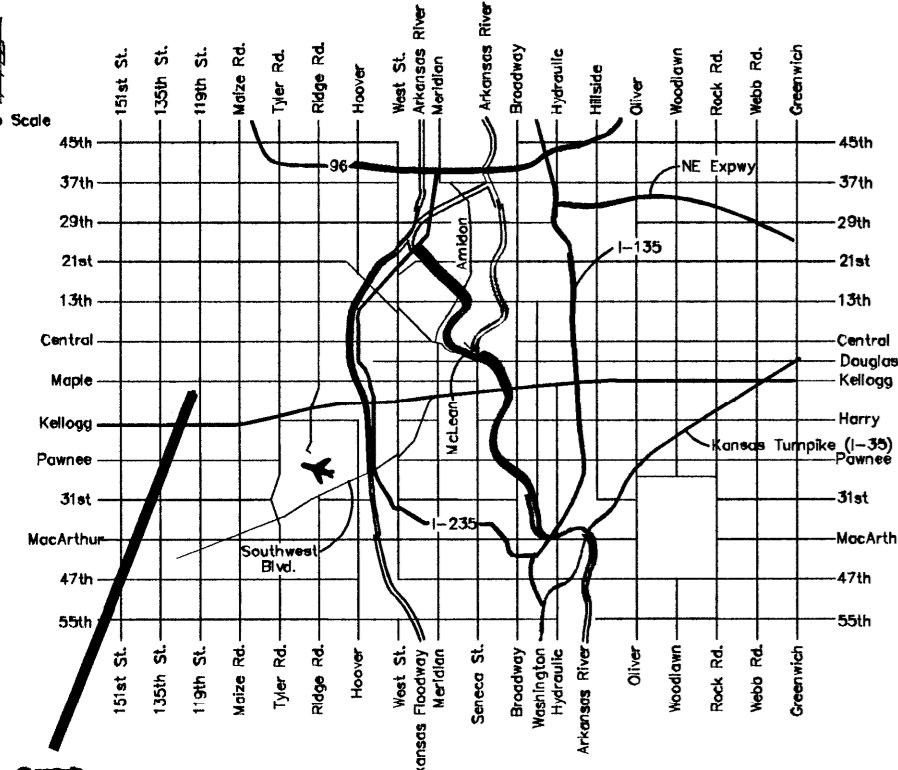 151st St.
135th St.
119th St.
Maize Rd.
Tyler Rd.
Ridge Rd.
Hoover
West St.
Arkansas River
Meridian
Arkansas River
Broadway
Hydraulic
Hillside
Oliver
Woodlawn
Rock Rd.
Webb Rd.
Greenwich
Scale
45th
45th
96
NE Expwy
37th
37th
29th
29th
Amidon
I-135
21st
21st
13th
13th
Central
Central
Douglas
Maple
Kellogg
McLean
Kellogg
Harry
Kansas Turnpike (I-35)
Pawnee
Pawnee
31st
31st
I-235
MacArthur
MacArth
Southwest
Blvd.
47th
47th
55th
55th
151st St.
135th St.
119th St.
Maize Rd.
Tyler Rd.
Ridge Rd.
Hoover
West St.
kansas Floodway
Meridian
Seneca St.
Broadway
Washington
Hydraulic
Arkansas River
Oliver
Woodlawn
Rock Rd.
Webb Rd.
Greenwich